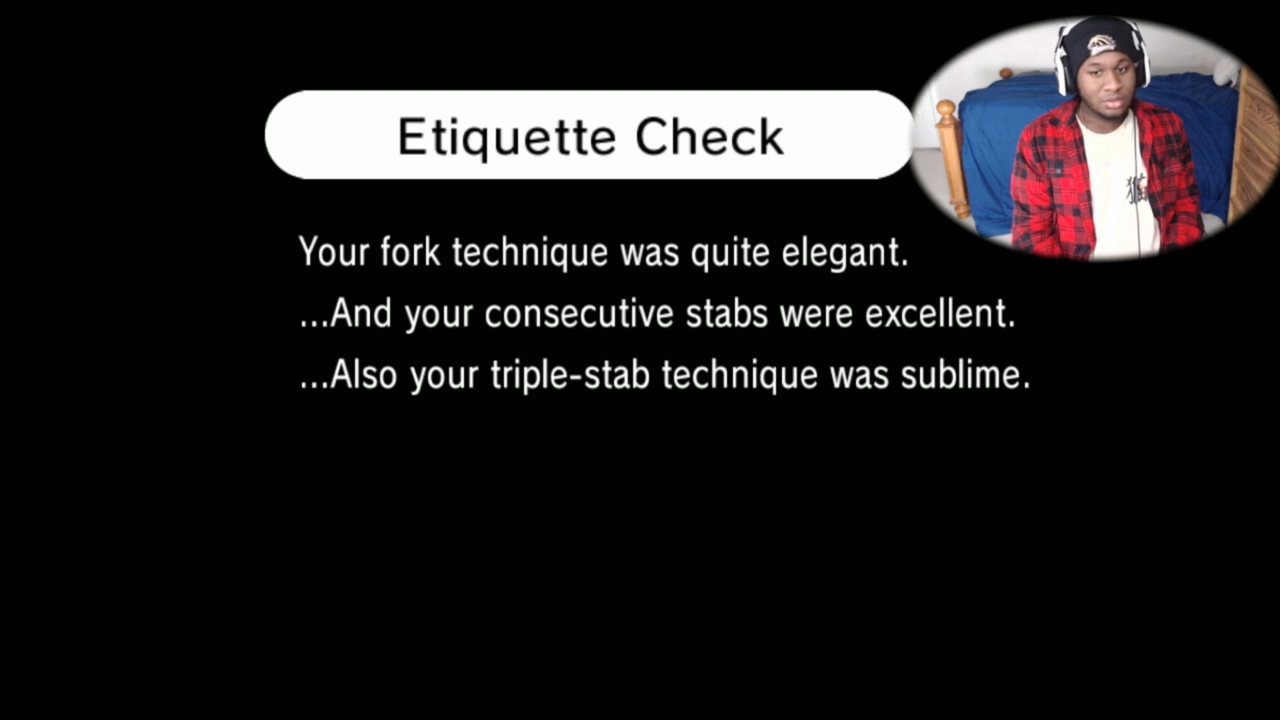 Etiquette Check
Your fork technique was quite elegant.
...And your consecutive stabs were excellent.
...Also your triple-stab technique was sublime.